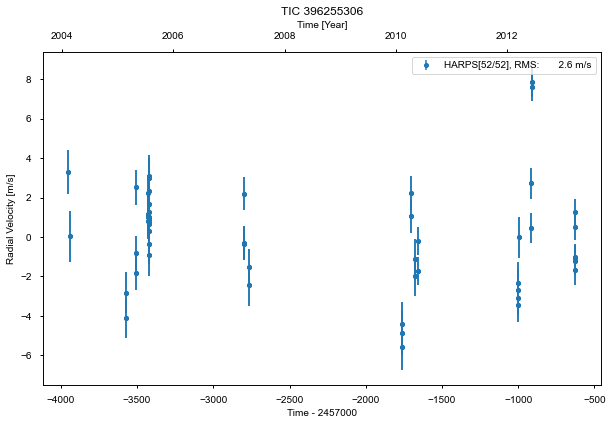 TIC 396255306
Time [Year]
2004 2006 2008 2010 2012
HARPS[52/52], RMS: 2.6 m/s
Radial Velocity [m/s]
8
6
4
2
0
−2
−4
−6
−4000 −3500 −3000 −2500 −2000 −1500 −1000 −500
Time - 2457000